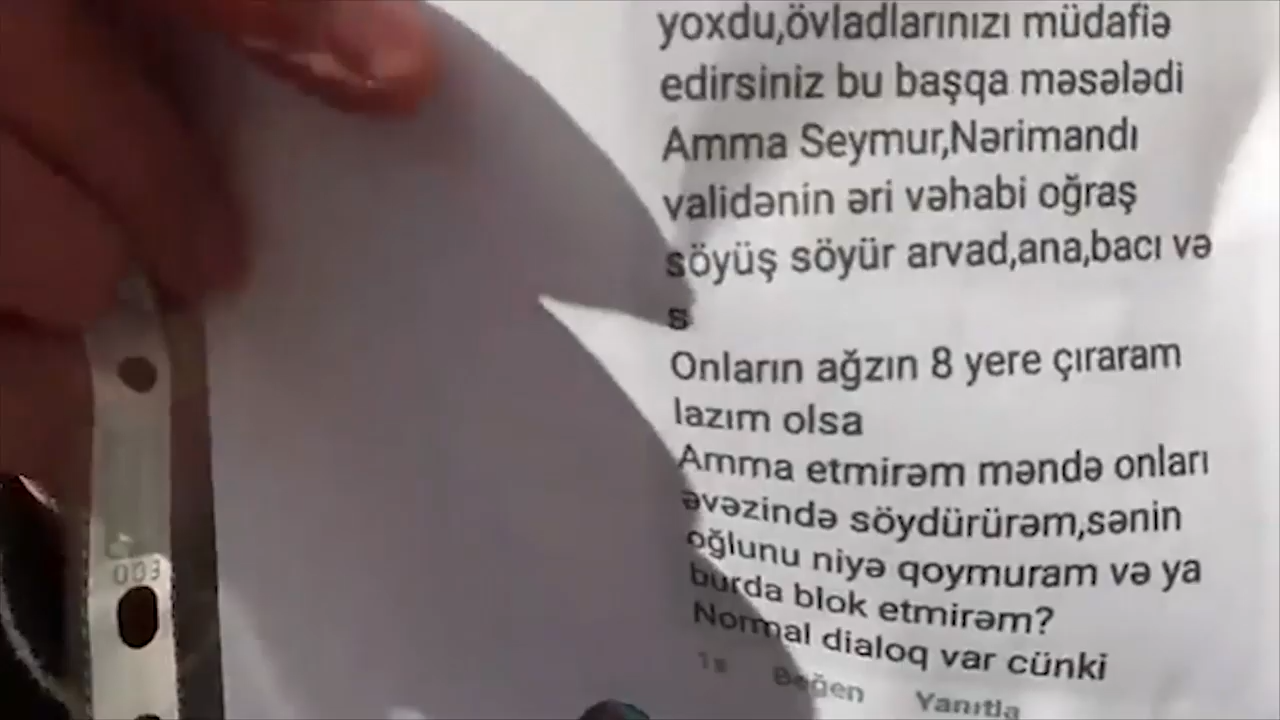 yoxdu,övladlarınızı müdafiə
edirsiniz bu başqa məsələdi
Amma Seymur,Nərimandı
validənin əri vəhabi oğraş
söyüş söyür arvad,ana,bacı və
s
Onların ağzın 8 yere çıraram
lazım olsa
Amma etmirəm məndə onları
əvəzində söydürürəm,sənin
oğlunu niyə qoymuram və ya
burda blok etmirəm?
Normal dialoq var cünki
Beğen Yanıtla
003